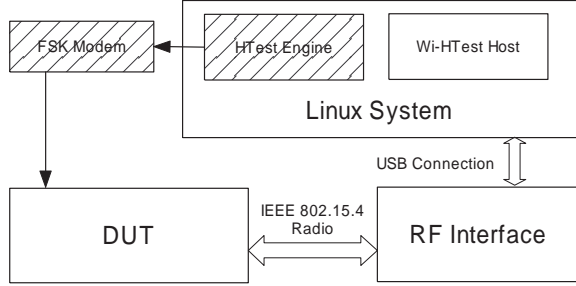 FSK Modem
HTest Engine
Wi-HTest Host
Linux System
USB Connection
IEEE 802.15.4
Radio
DUT
RF Interface